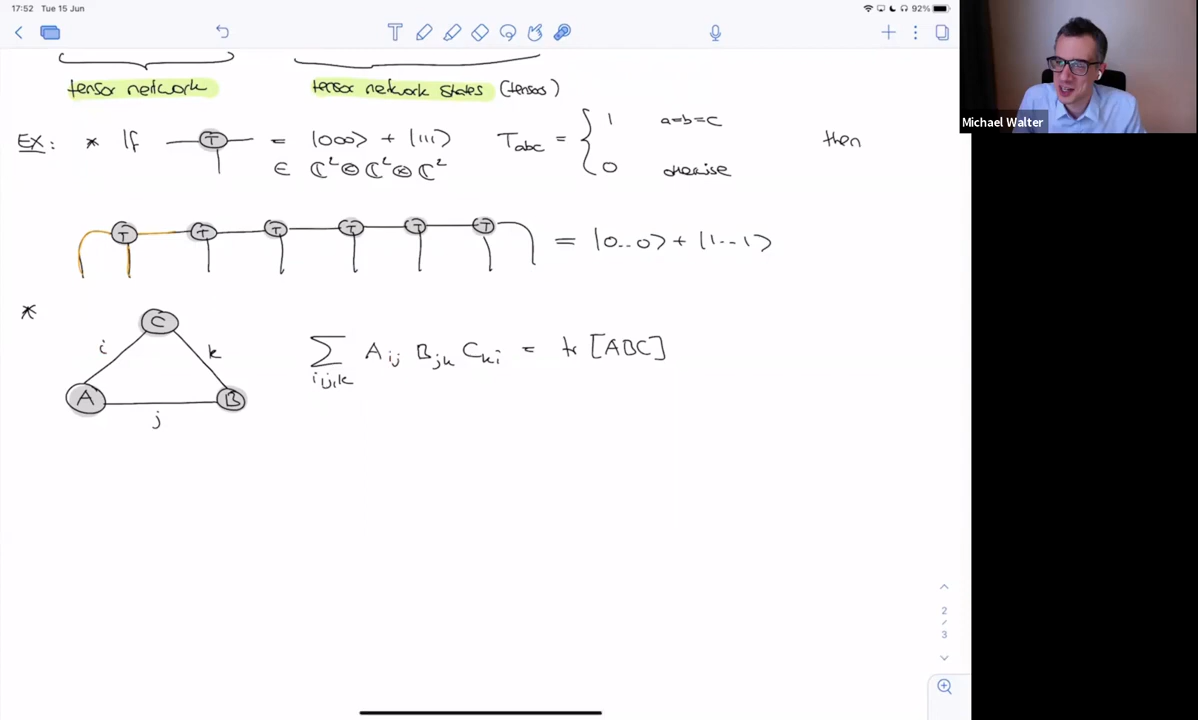 17:52 Tue 15 Jun
92%
tensor network
tensor network states (tensors)
EX: * If T = |000⟩ + |111⟩ T_abc = { 1 a=b=c then
∈ ℂ²⊗ℂ²⊗ℂ² 0 otherwise
T T T T T T = |0..0⟩ + |1..1⟩
*
C
i k
Σ_{i,j,k} A_ij B_jk C_ki = tr [ABC]
A B
j
Michael Walter
2
/
3